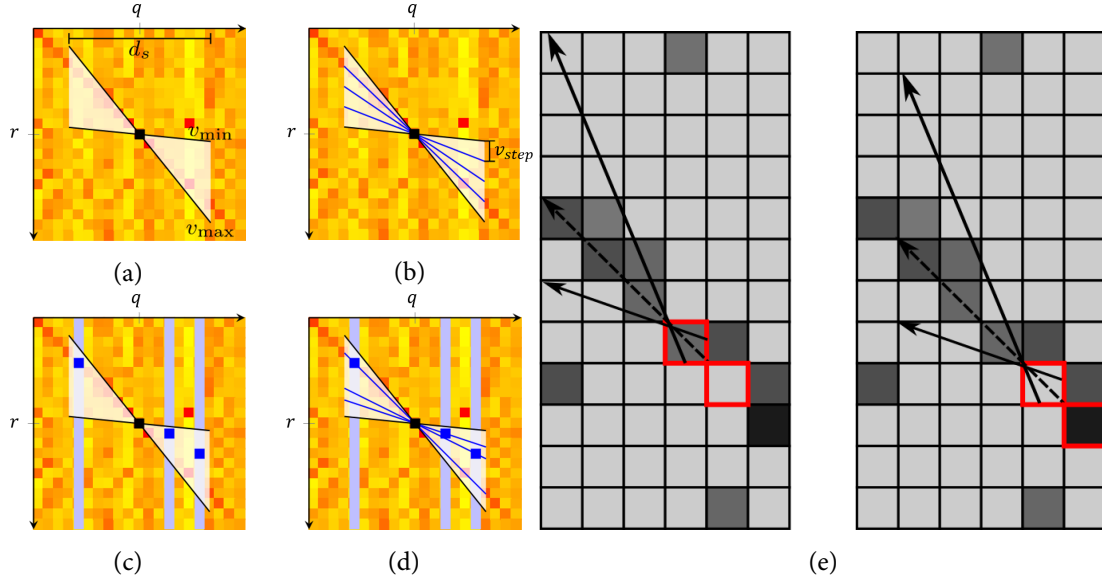 q
q
d_s
r
v_min
r
v_step
v_max
(a)
(b)
q
q
r
r
(c)
(d)
(e)